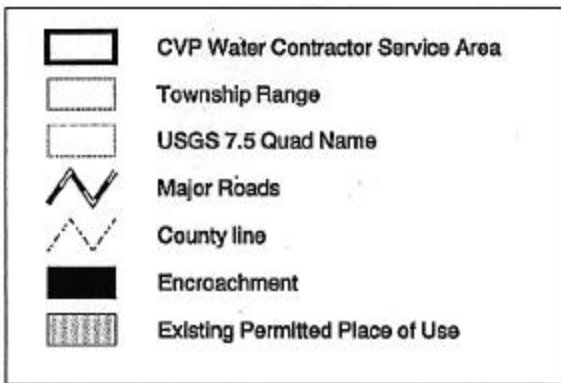 CVP Water Contractor Service Area
Township Range
USGS 7.5 Quad Name
Major Roads
County line
Encroachment
Existing Permitted Place of Use